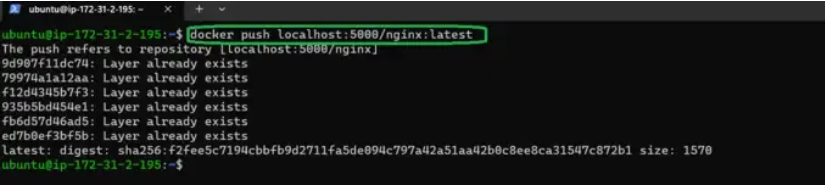 ubuntu@ip-172-31-2-195: ~
ubuntu@ip-172-31-2-195:~$ docker push localhost:5000/nginx:latest
The push refers to repository [localhost:5000/nginx]
9d907f11dc74: Layer already exists
79974a1a12aa: Layer already exists
f12d4345b7f3: Layer already exists
935b5bd454e1: Layer already exists
fb6d57d46ad5: Layer already exists
ed7b0ef3bf5b: Layer already exists
latest: digest: sha256:f2fee5c7194cbbfb9d2711fa5de094c797a42a51aa42b0c8ee8ca31547c872b1 size: 1570
ubuntu@ip-172-31-2-195:~$